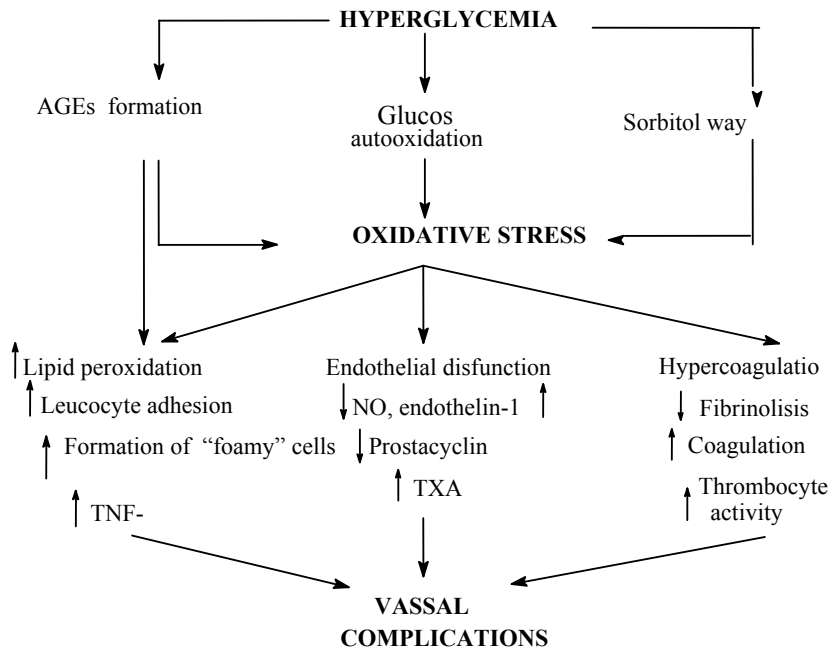 HYPERGLYCEMIA
AGEs formation
Glucos
autooxidation
Sorbitol way
OXIDATIVE STRESS
Lipid peroxidation
Leucocyte adhesion
Formation of “foamy” cells
TNF-
Endothelial disfunction
NO, endothelin-1
Prostacyclin
TXA
Hypercoagulatio
Fibrinolisis
Coagulation
Thrombocyte
activity
VASSAL
COMPLICATIONS